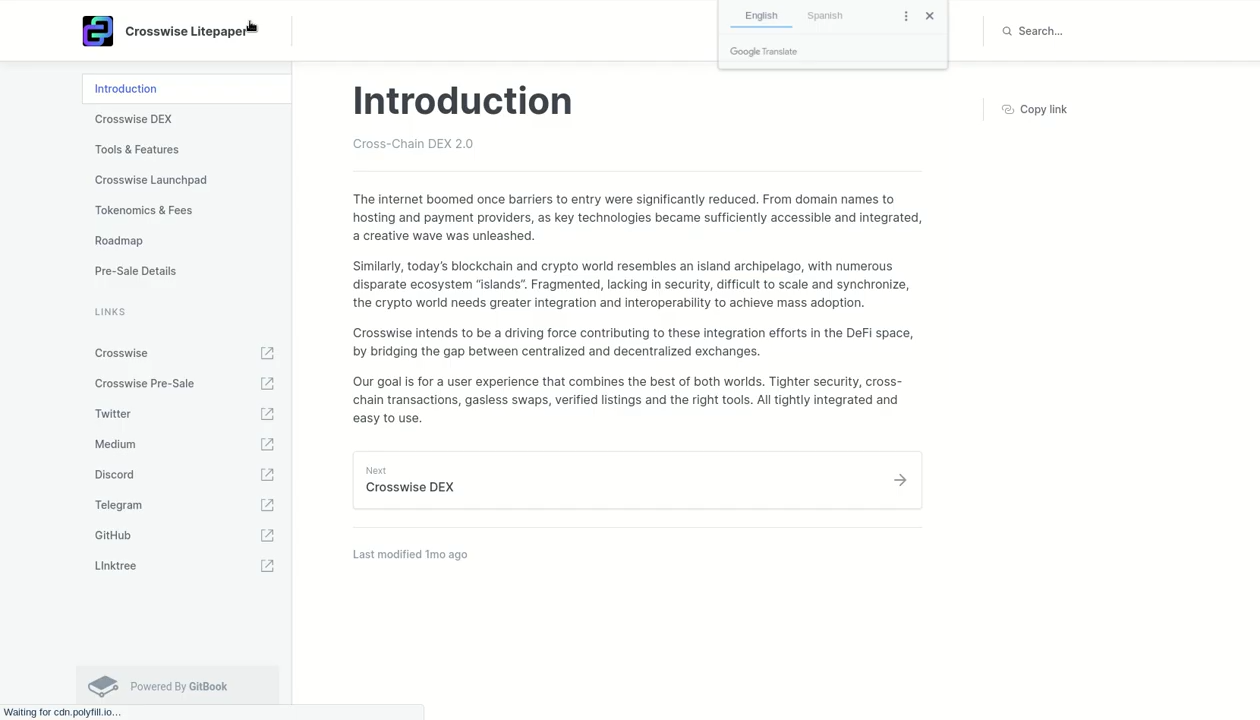 Crosswise Litepaper
English
Spanish
Google Translate
Search...
Introduction
Crosswise DEX
Tools & Features
Crosswise Launchpad
Tokenomics & Fees
Roadmap
Pre-Sale Details
LINKS
Crosswise
Crosswise Pre-Sale
Twitter
Medium
Discord
Telegram
GitHub
LInktree
Powered By GitBook
Waiting for cdn.polyfill.io...
Introduction
Copy link
Cross-Chain DEX 2.0
The internet boomed once barriers to entry were significantly reduced. From domain names to
hosting and payment providers, as key technologies became sufficiently accessible and integrated,
a creative wave was unleashed.
Similarly, today’s blockchain and crypto world resembles an island archipelago, with numerous
disparate ecosystem “islands”. Fragmented, lacking in security, difficult to scale and synchronize,
the crypto world needs greater integration and interoperability to achieve mass adoption.
Crosswise intends to be a driving force contributing to these integration efforts in the DeFi space,
by bridging the gap between centralized and decentralized exchanges.
Our goal is for a user experience that combines the best of both worlds. Tighter security, cross-
chain transactions, gasless swaps, verified listings and the right tools. All tightly integrated and
easy to use.
Next
Crosswise DEX
Last modified 1mo ago